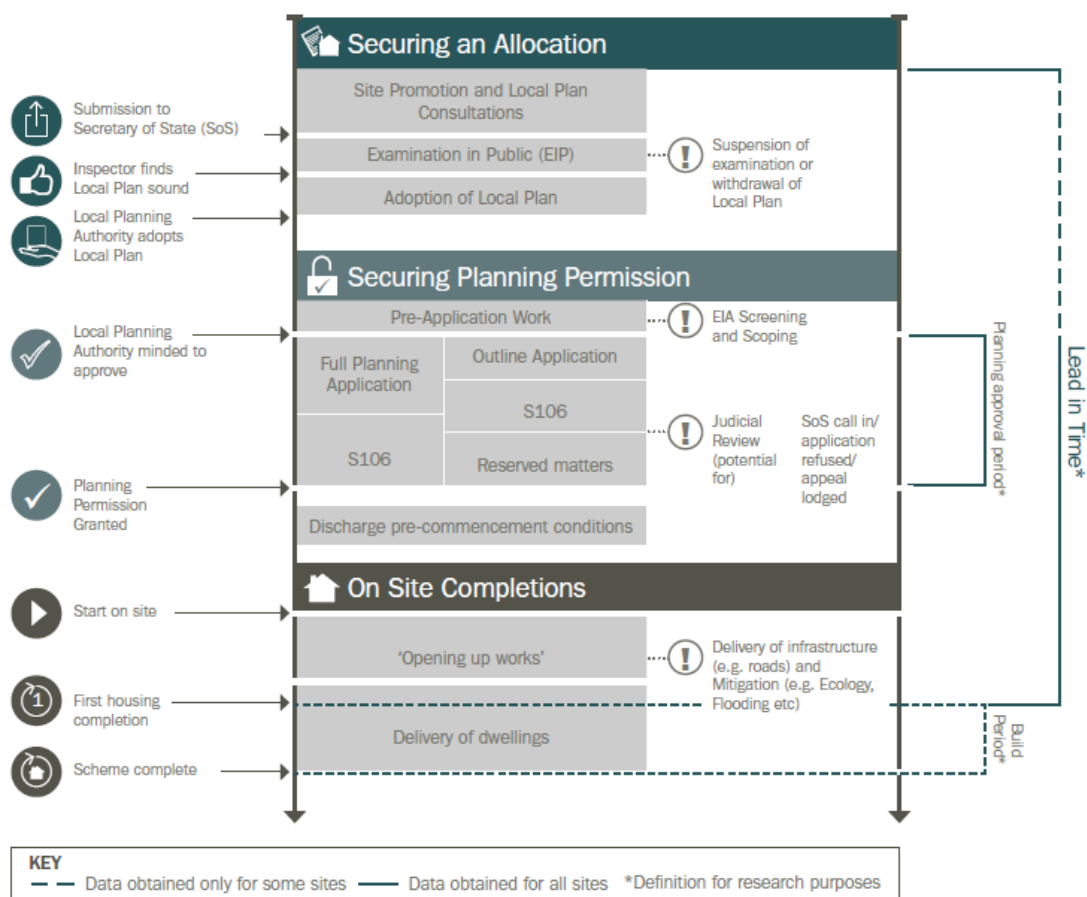 Securing an Allocation
Site Promotion and Local Plan
Consultations
Submission to
Secretary of State (SoS)
Examination in Public (EIP)
Suspension of
examination or
withdrawal of
Local Plan
Inspector finds
Local Plan sound
Adoption of Local Plan
Local Planning
Authority adopts
Local Plan
Securing Planning Permission
Pre-Application Work
EIA Screening
and Scoping
Local Planning
Authority minded to
approve
Full Planning
Application
Outline Application
S106
S106
Reserved matters
Judicial
Review
(potential
for)
SoS call in/
application
refused/
appeal
lodged
Planning approval period*
Lead in Time*
Planning
Permission
Granted
Discharge pre-commencement conditions
On Site Completions
Start on site
'Opening up works'
Delivery of infrastructure
(e.g. roads) and
Mitigation (e.g. Ecology,
Flooding etc)
1
First housing
completion
Delivery of dwellings
Build
Period*
Scheme complete
KEY
Data obtained only for some sites
Data obtained for all sites
*Definition for research purposes